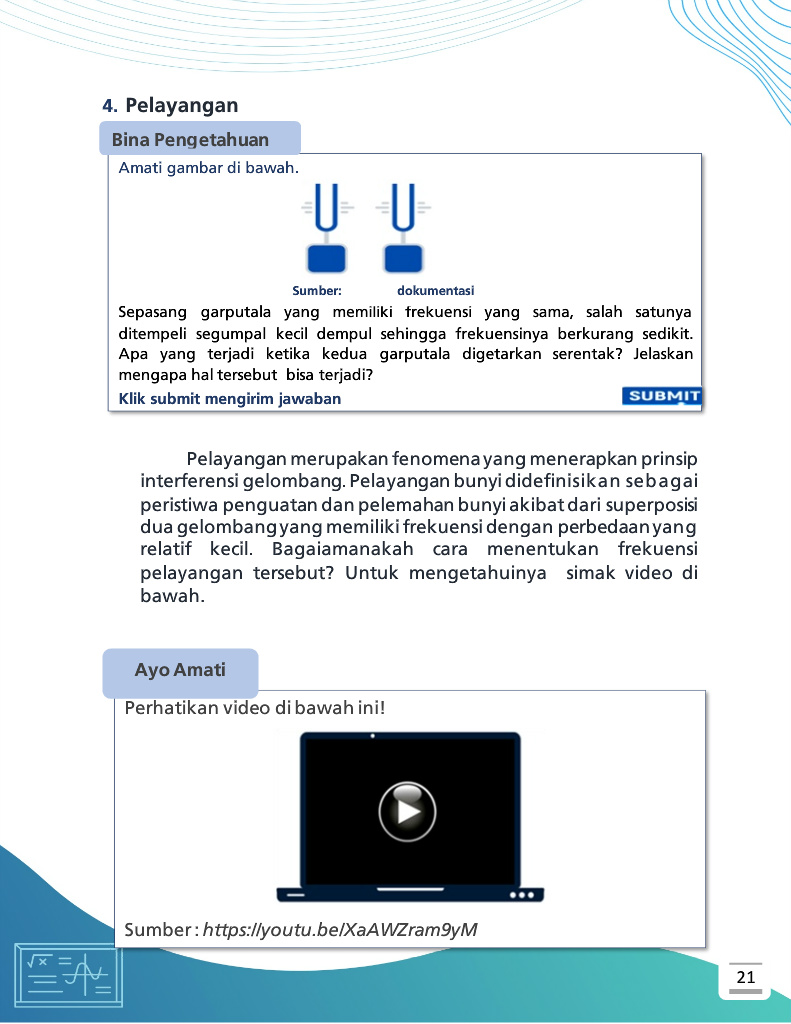 4. Pelayangan
Bina Pengetahuan
Amati gambar di bawah.
Sumber: dokumentasi
Sepasang garputala yang memiliki frekuensi yang sama, salah satunya
ditempeli segumpal kecil dempul sehingga frekuensinya berkurang sedikit.
Apa yang terjadi ketika kedua garputala digetarkan serentak? Jelaskan
mengapa hal tersebut bisa terjadi?
Klik submit mengirim jawaban
SUBMIT
Pelayangan merupakan fenomena yang menerapkan prinsip
interferensi gelombang. Pelayangan bunyi didefinisikan sebagai
peristiwa penguatan dan pelemahan bunyi akibat dari superposisi
dua gelombang yang memiliki frekuensi dengan perbedaan yang
relatif kecil. Bagaiamanakah cara menentukan frekuensi
pelayangan tersebut? Untuk mengetahuinya simak video di
bawah.
Ayo Amati
Perhatikan video di bawah ini!
Sumber : https://youtu.be/XaAWZram9yM
√x
21